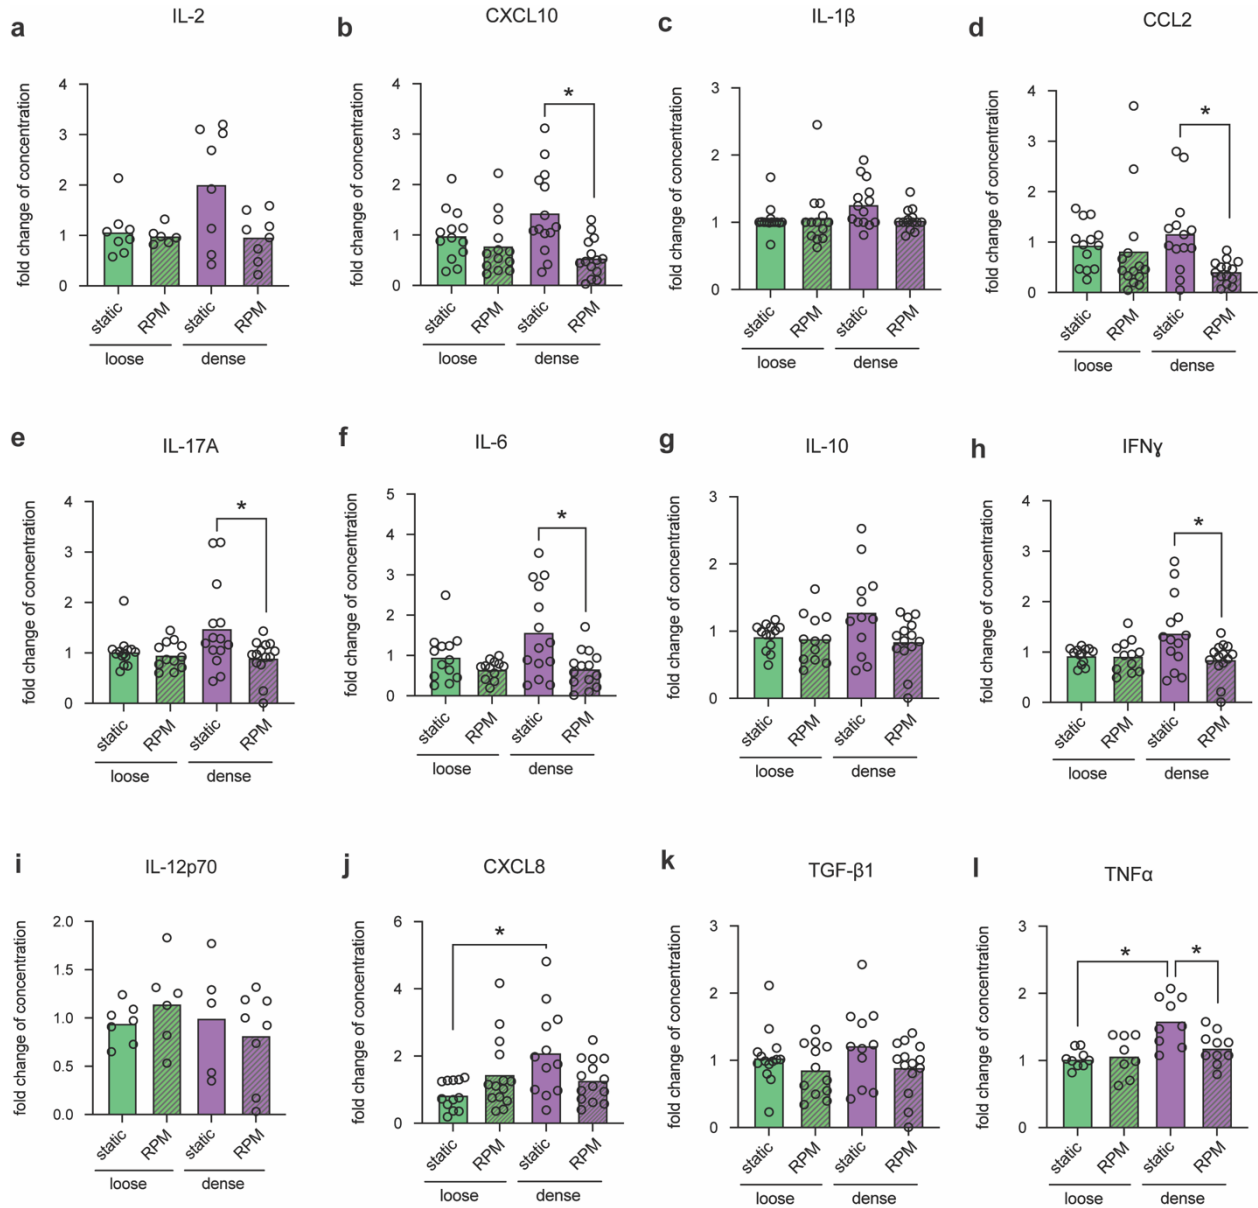 a
IL-2
fold change of concentration
4
3
2
1
0
static
RPM
static
RPM
loose
dense
b
CXCL10
fold change of concentration
4
3
2
1
0
*
static
RPM
static
RPM
loose
dense
c
IL-1β
fold change of concentration
3
2
1
0
static
RPM
static
RPM
loose
dense
d
CCL2
fold change of concentration
4
3
2
1
0
*
static
RPM
static
RPM
loose
dense
e
IL-17A
fold change of concentration
4
3
2
1
0
*
static
RPM
static
RPM
loose
dense
f
IL-6
fold change of concentration
5
4
3
2
1
0
*
static
RPM
static
RPM
loose
dense
g
IL-10
fold change of concentration
3
2
1
0
static
RPM
static
RPM
loose
dense
h
IFNɣ
fold change of concentration
4
3
2
1
0
*
static
RPM
static
RPM
loose
dense
i
IL-12p70
fold change of concentration
2.0
1.5
1.0
0.5
0.0
static
RPM
static
RPM
loose
dense
j
CXCL8
fold change of concentration
6
4
2
0
*
static
RPM
static
RPM
loose
dense
k
TGF-β1
fold change of concentration
3
2
1
0
static
RPM
static
RPM
loose
dense
l
TNFα
fold change of concentration
3
2
1
0
*
*
static
RPM
static
RPM
loose
dense